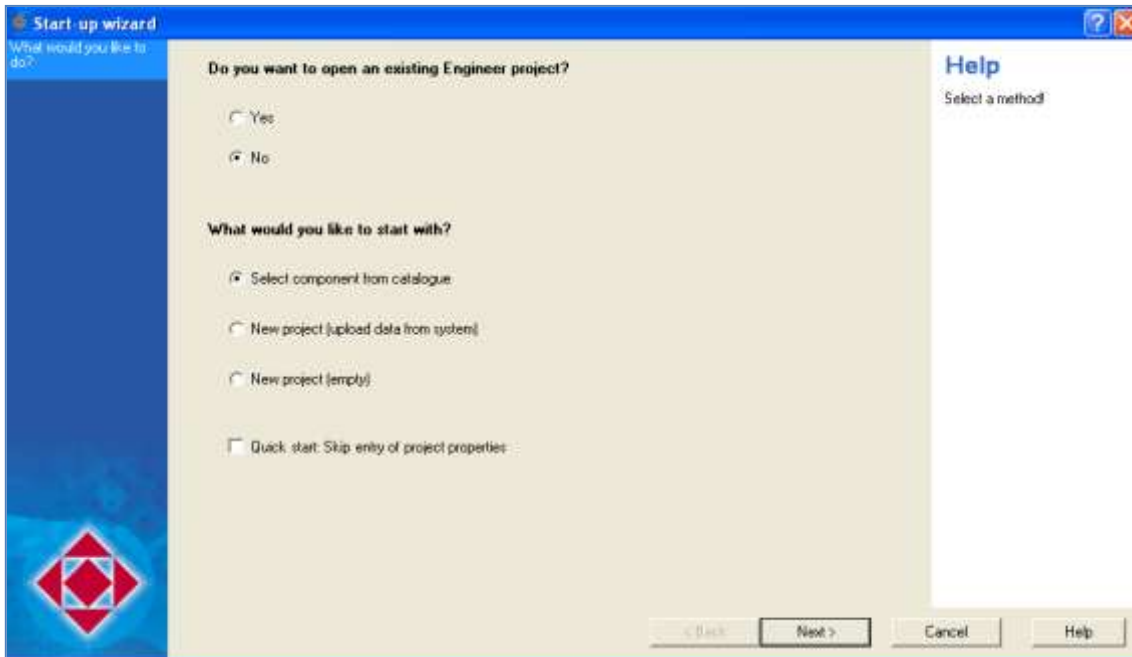 Start-up wizard
What would you like to
do?
Do you want to open an existing Engineer project?
Yes
No
What would you like to start with?
Select component from catalogue
New project (upload data from system)
New project (empty)
Quick start: Skip entry of project properties
Help
Select a method!
< Back
Next >
Cancel
Help